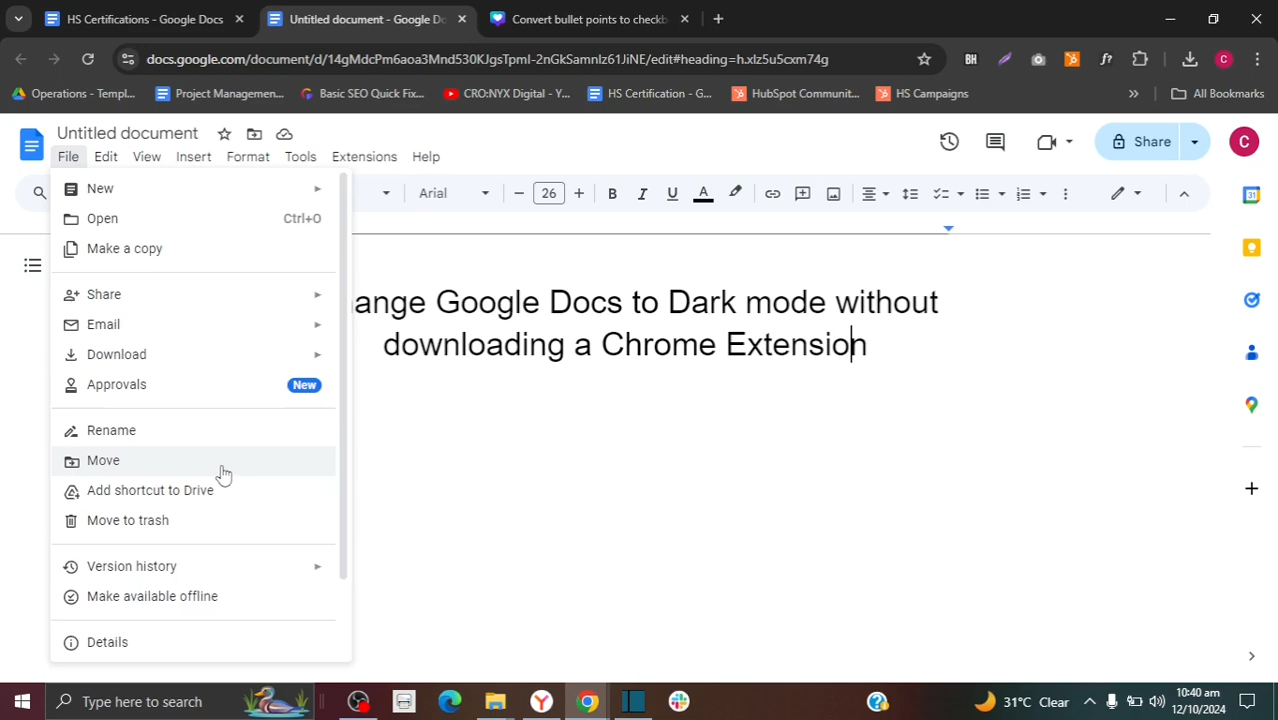 HS Certifications - Google Docs
Untitled document - Google Do
Convert bullet points to checkb
docs.google.com/document/d/14gMdcPm6aoa3Mnd530KYsgTpmI-2nGkSamnIz61JiNE/edit#heading=h.xlz5u5cxm74g
Operations - Templ...
Project Managemen...
Basic SEO Quick Fix...
CRO:NYX Digital - Y...
HS Certification - G...
HubSpot Communit...
HS Campaigns
All Bookmarks
Untitled document
File Edit View Insert Format Tools Extensions Help
Share
C
Arial
26
B I U A
New
Open Ctrl+O
Make a copy
Share
Email
Download
Approvals New
Rename
Move
Add shortcut to Drive
Move to trash
Version history
Make available offline
Details
ange Google Docs to Dark mode without
downloading a Chrome Extension
Type here to search
31°C Clear
10:40 am
12/10/2024